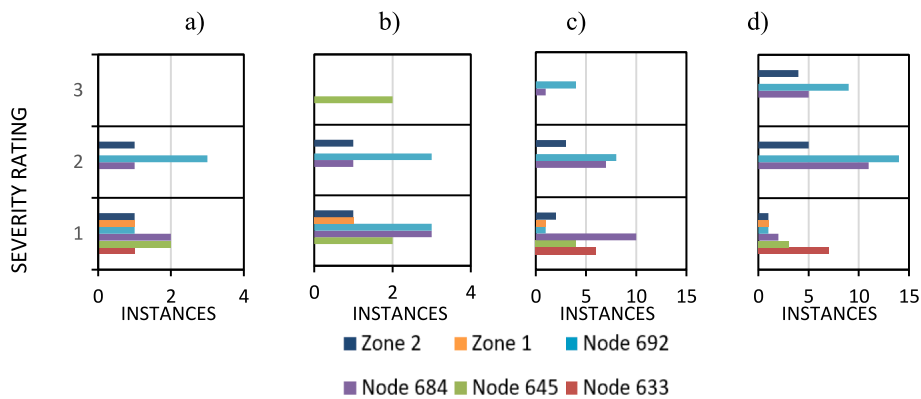 a) b) c) d)
SEVERITY RATING
3
2
1
0 2 4 0 2 4 0 5 10 15 0 5 10 15
INSTANCES INSTANCES INSTANCES INSTANCES
Zone 2 Zone 1 Node 692
Node 684 Node 645 Node 633